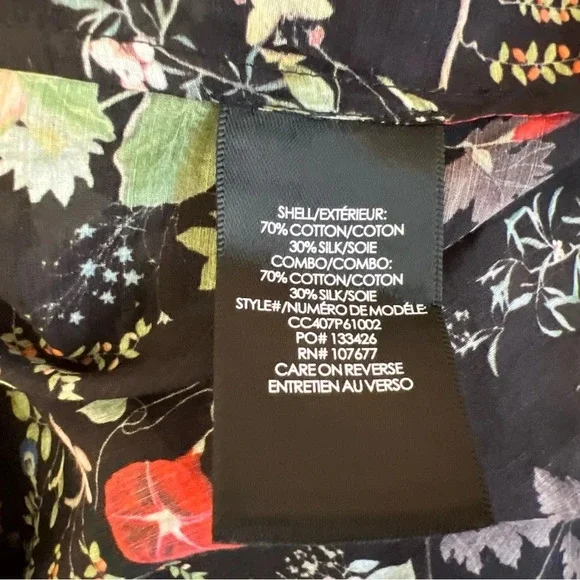 SHELL/EXTÉRIEUR:
70% COTTON/COTON
30% SILK/SOIE
COMBO/COMBO:
70% COTTON/COTON
30% SILK/SOIE
STYLE#/NUMÉRO DE MODÉLE:
CC407P61002
PO# 133426
RN# 107677
CARE ON REVERSE
ENTRETIEN AU VERSO